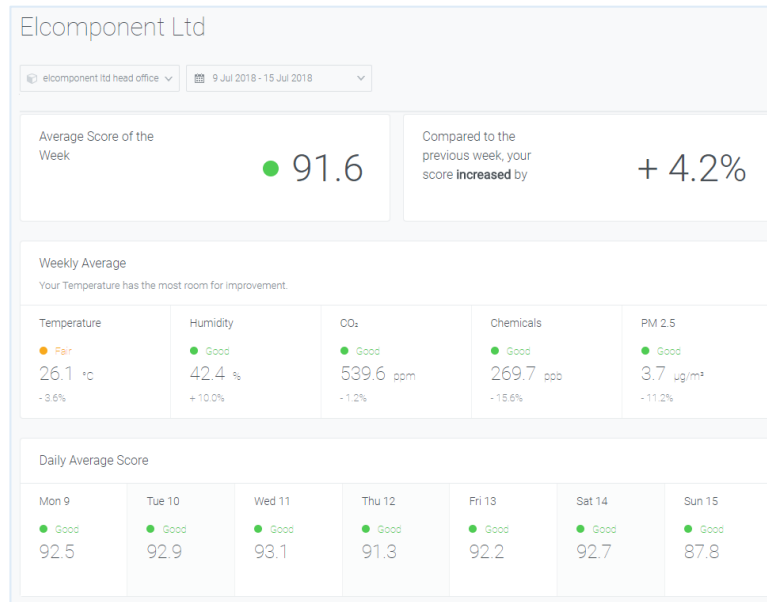 Elcomponent Ltd
elcomponent ltd head office
9 Jul 2018 - 15 Jul 2018
Average Score of the
Week
91.6
Compared to the
previous week, your
score increased by
+ 4.2%
Weekly Average
Your Temperature has the most room for improvement.
Temperature Humidity CO₂ Chemicals PM 2.5
Fair Good Good Good Good
26.1 °C 42.4 % 539.6 ppm 269.7 ppb 3.7 µg/m³
- 3.6% + 10.0% - 1.2% - 15.6% - 11.2%
Daily Average Score
Mon 9 Tue 10 Wed 11 Thu 12 Fri 13 Sat 14 Sun 15
Good Good Good Good Good Good Good
92.5 92.9 93.1 91.3 92.2 92.7 87.8